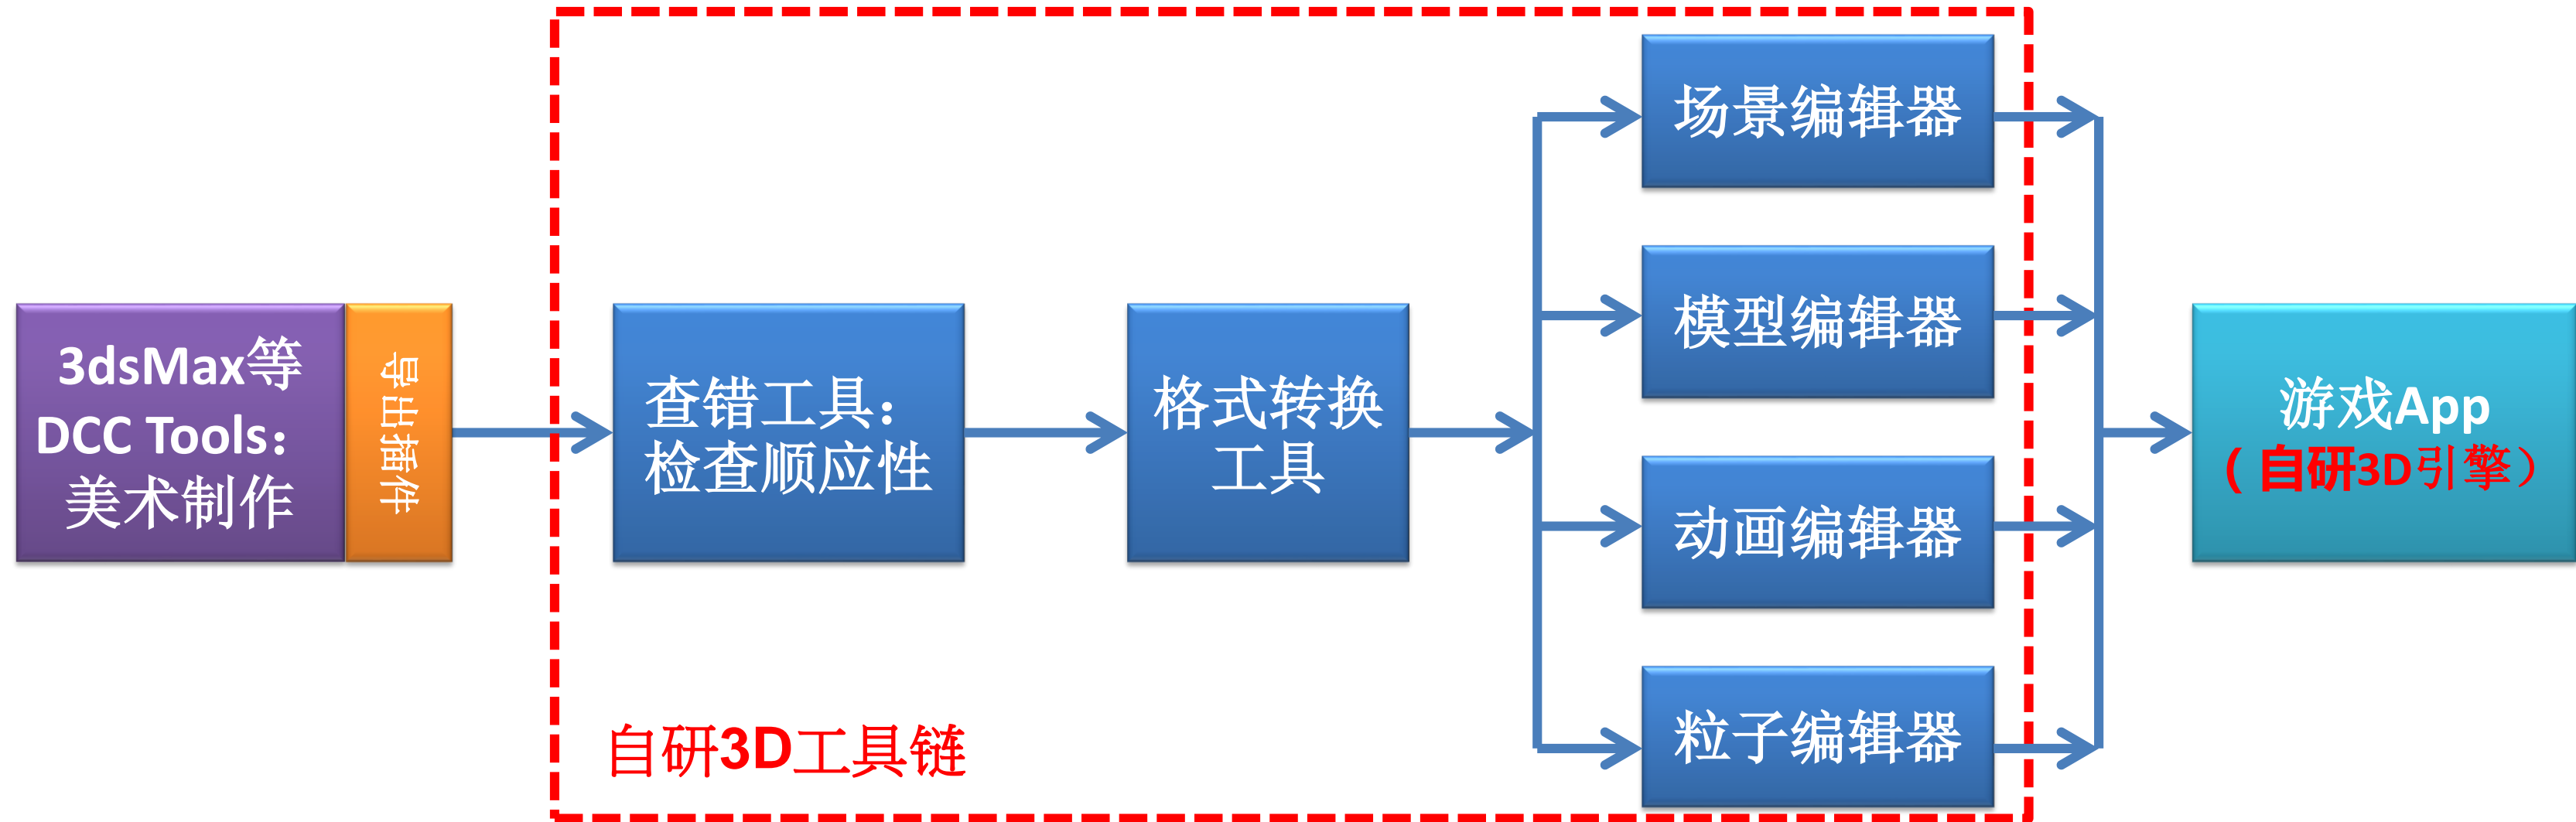 3dsMax等
DCC Tools：
美术制作
导出插件
查错工具：
检查顺应性
格式转换
工具
场景编辑器
模型编辑器
动画编辑器
粒子编辑器
游戏App
（自研3D引擎）
自研3D工具链